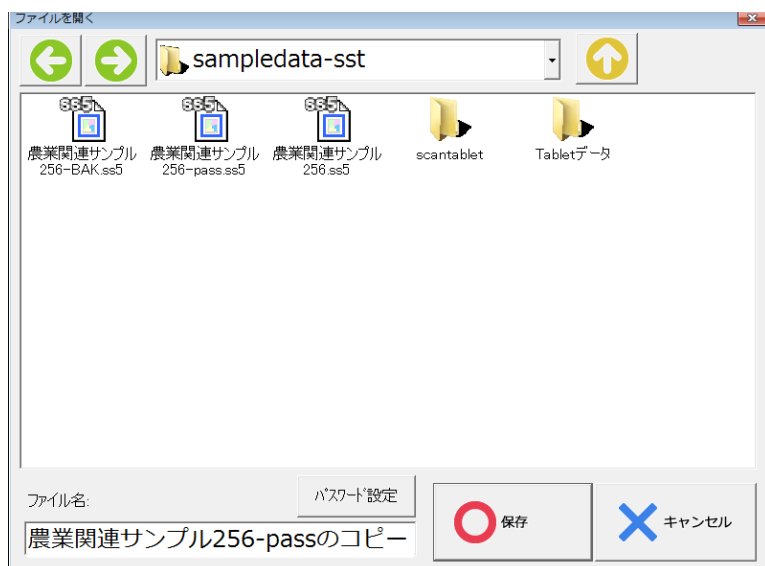 ファイルを開く
sampledata-sst
SS5 SS5 SS5
農業関連サンプル 農業関連サンプル 農業関連サンプル scantablet Tabletデータ
256-BAK.ss5 256-pass.ss5 256.ss5
ファイル名:
パスワード設定
農業関連サンプル256-passのコピー
保存
キャンセル